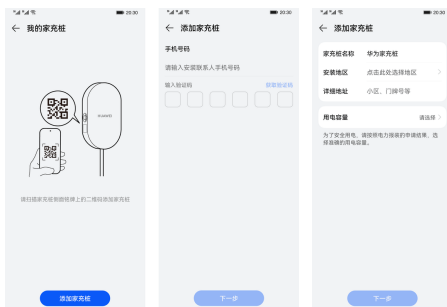 20:30
我的家充桩
HUAWEI
请扫描家充桩侧面铭牌上的二维码添加家充桩
添加家充桩
20:30
添加家充桩
手机号码
请输入安装联系人手机号码
输入验证码 获取验证码
下一步
20:30
添加家充桩
家充桩名称 华为家充桩
安装地区 点击此处选择地区
详细地址 小区、门牌号等
用电容量 请选择
为了安全用电，请按照电力报装的申请结果，选择准确的用电容量。
下一步